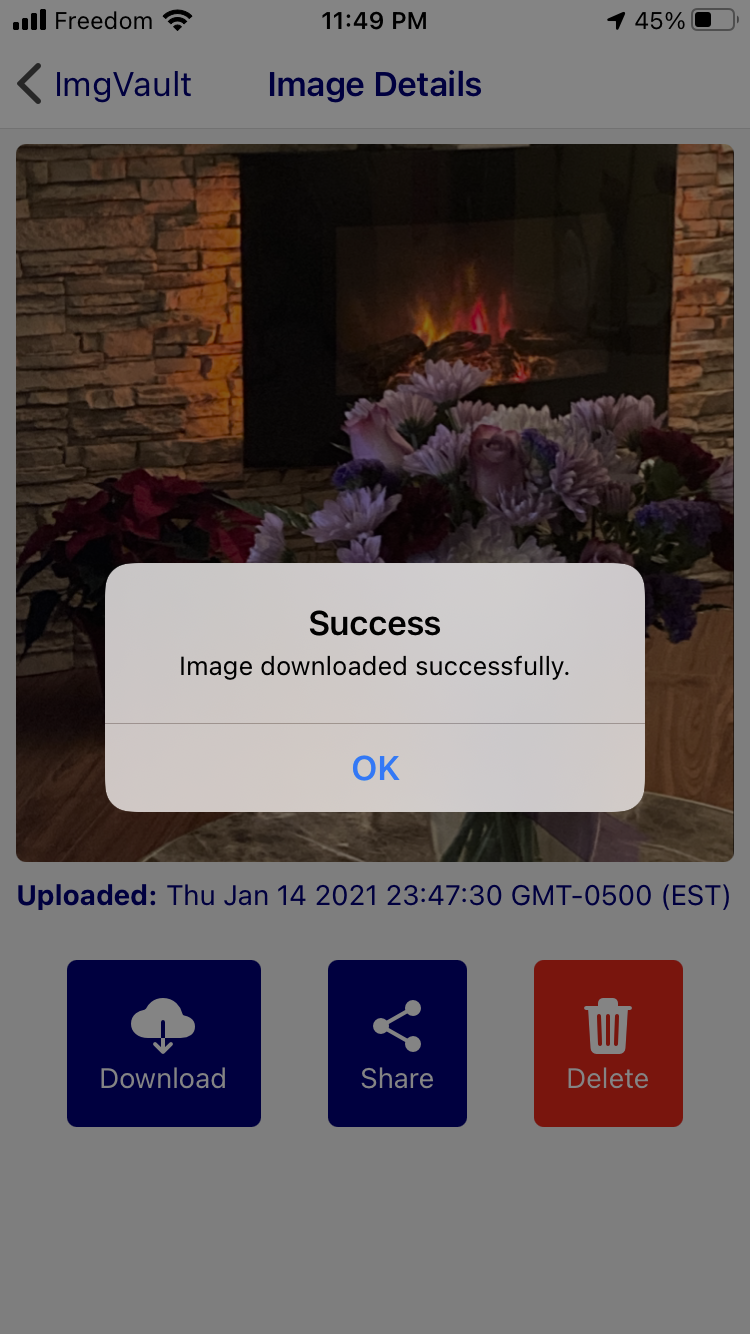 Freedom 11:49 PM 45%
ImgVault Image Details
Success
Image downloaded successfully.
OK
Uploaded: Thu Jan 14 2021 23:47:30 GMT-0500 (EST)
Download Share Delete